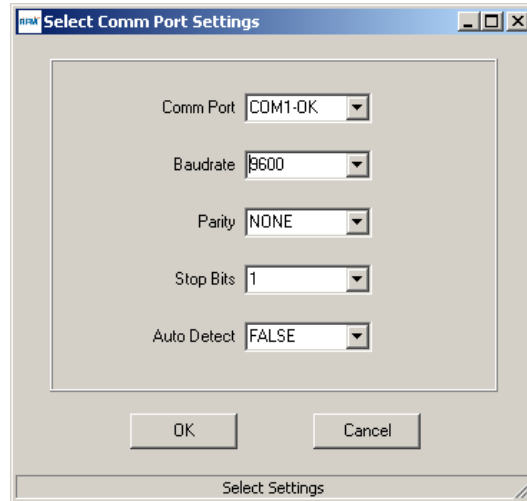 RFM Select Comm Port Settings
Comm Port COM1-OK
Baudrate 9600
Parity NONE
Stop Bits 1
Auto Detect FALSE
OK Cancel
Select Settings